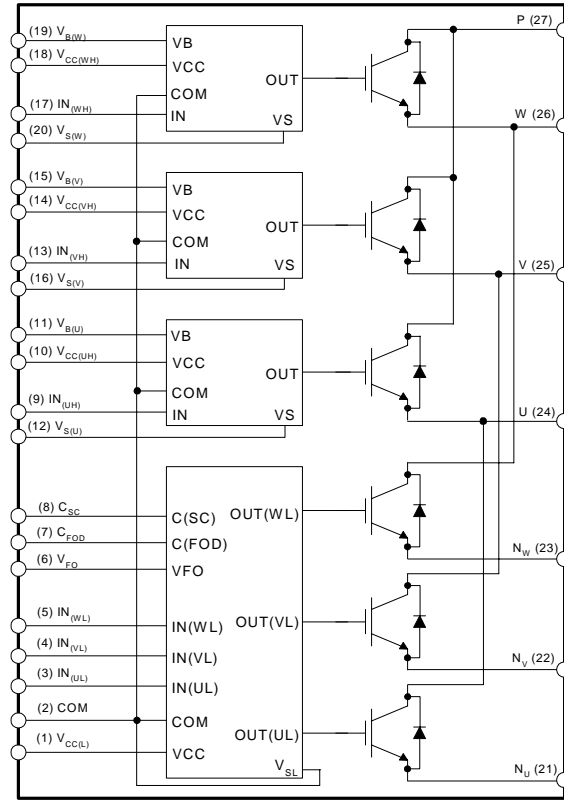 (19) VB(W)
(18) VCC(WH)
(17) IN(WH)
(20) VS(W)
VB
VCC
COM
IN
OUT
VS
P (27)
W (26)
(15) VB(V)
(14) VCC(VH)
(13) IN(VH)
(16) VS(V)
VB
VCC
COM
IN
OUT
VS
V (25)
(11) VB(U)
(10) VCC(UH)
(9) IN(UH)
(12) VS(U)
VB
VCC
COM
IN
OUT
VS
U (24)
(8) CSC
(7) CFOD
(6) VFO
(5) IN(WL)
(4) IN(VL)
(3) IN(UL)
(2) COM
(1) VCC(L)
C(SC)
C(FOD)
VFO
IN(WL)
IN(VL)
IN(UL)
COM
VCC
OUT(WL)
OUT(VL)
OUT(UL)
VSL
NW (23)
NV (22)
NU (21)